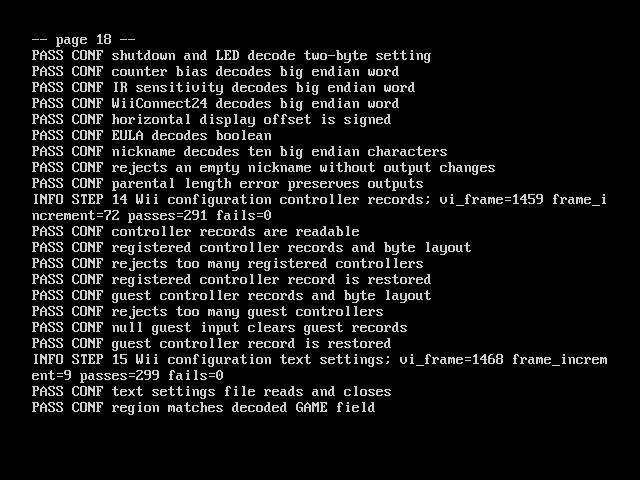 -- page 18 --
PASS CONF shutdown and LED decode two-byte setting
PASS CONF counter bias decodes big endian word
PASS CONF IR sensitivity decodes big endian word
PASS CONF WiiConnect24 decodes big endian word
PASS CONF horizontal display offset is signed
PASS CONF EULA decodes boolean
PASS CONF nickname decodes ten big endian characters
PASS CONF rejects an empty nickname without output changes
PASS CONF parental length error preserves outputs
INFO STEP 14 Wii configuration controller records; vi_frame=1459 frame_i
ncrement=72 passes=291 fails=0
PASS CONF controller records are readable
PASS CONF registered controller records and byte layout
PASS CONF rejects too many registered controllers
PASS CONF registered controller record is restored
PASS CONF guest controller records and byte layout
PASS CONF rejects too many guest controllers
PASS CONF null guest input clears guest records
PASS CONF guest controller record is restored
INFO STEP 15 Wii configuration text settings; vi_frame=1468 frame_increm
ent=9 passes=299 fails=0
PASS CONF text settings file reads and closes
PASS CONF region matches decoded GAME field